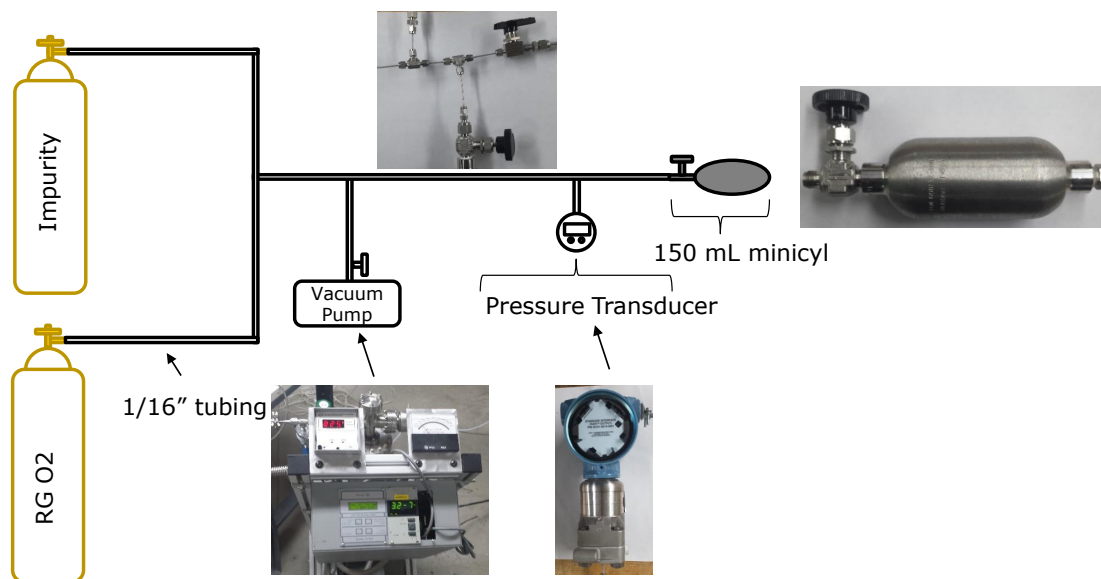 Impurity
150 mL minicyl
Vacuum
Pump
Pressure Transducer
1/16” tubing
RG O2